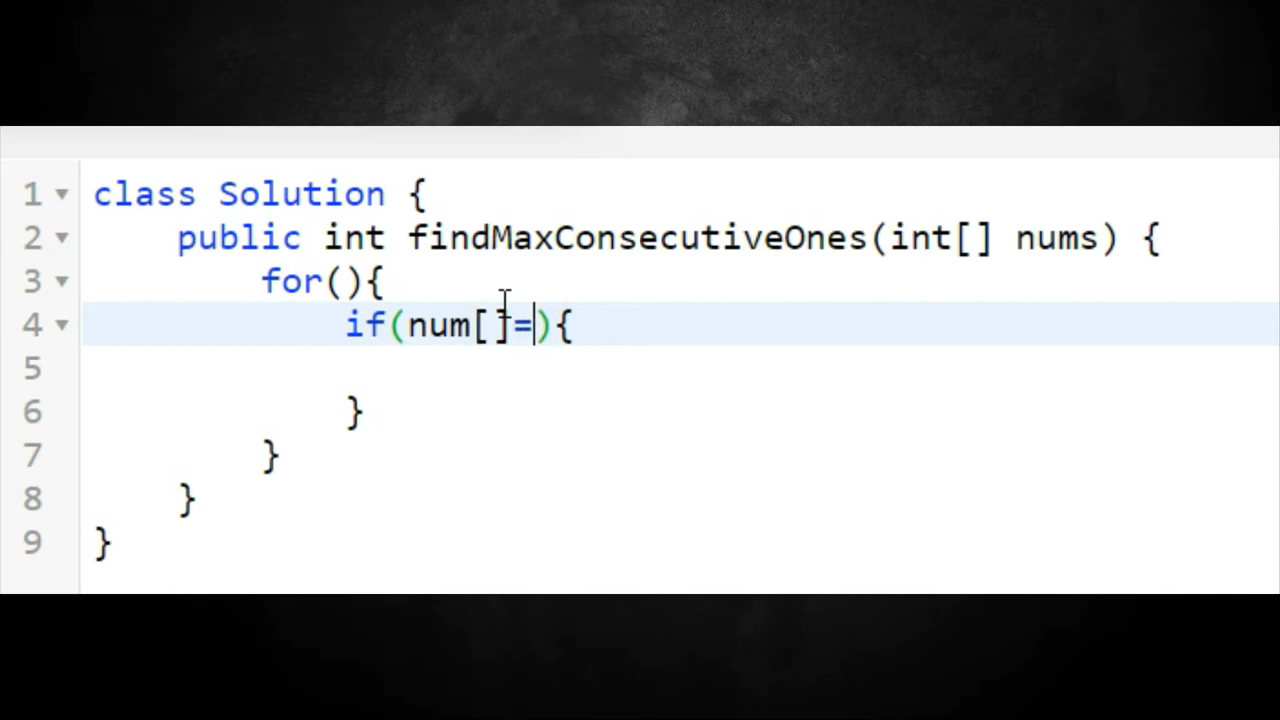 1 class Solution {
2 public int findMaxConsecutiveOnes(int[] nums) {
3 for(){
4 if(num[]=){
5
6 }
7 }
8 }
9 }